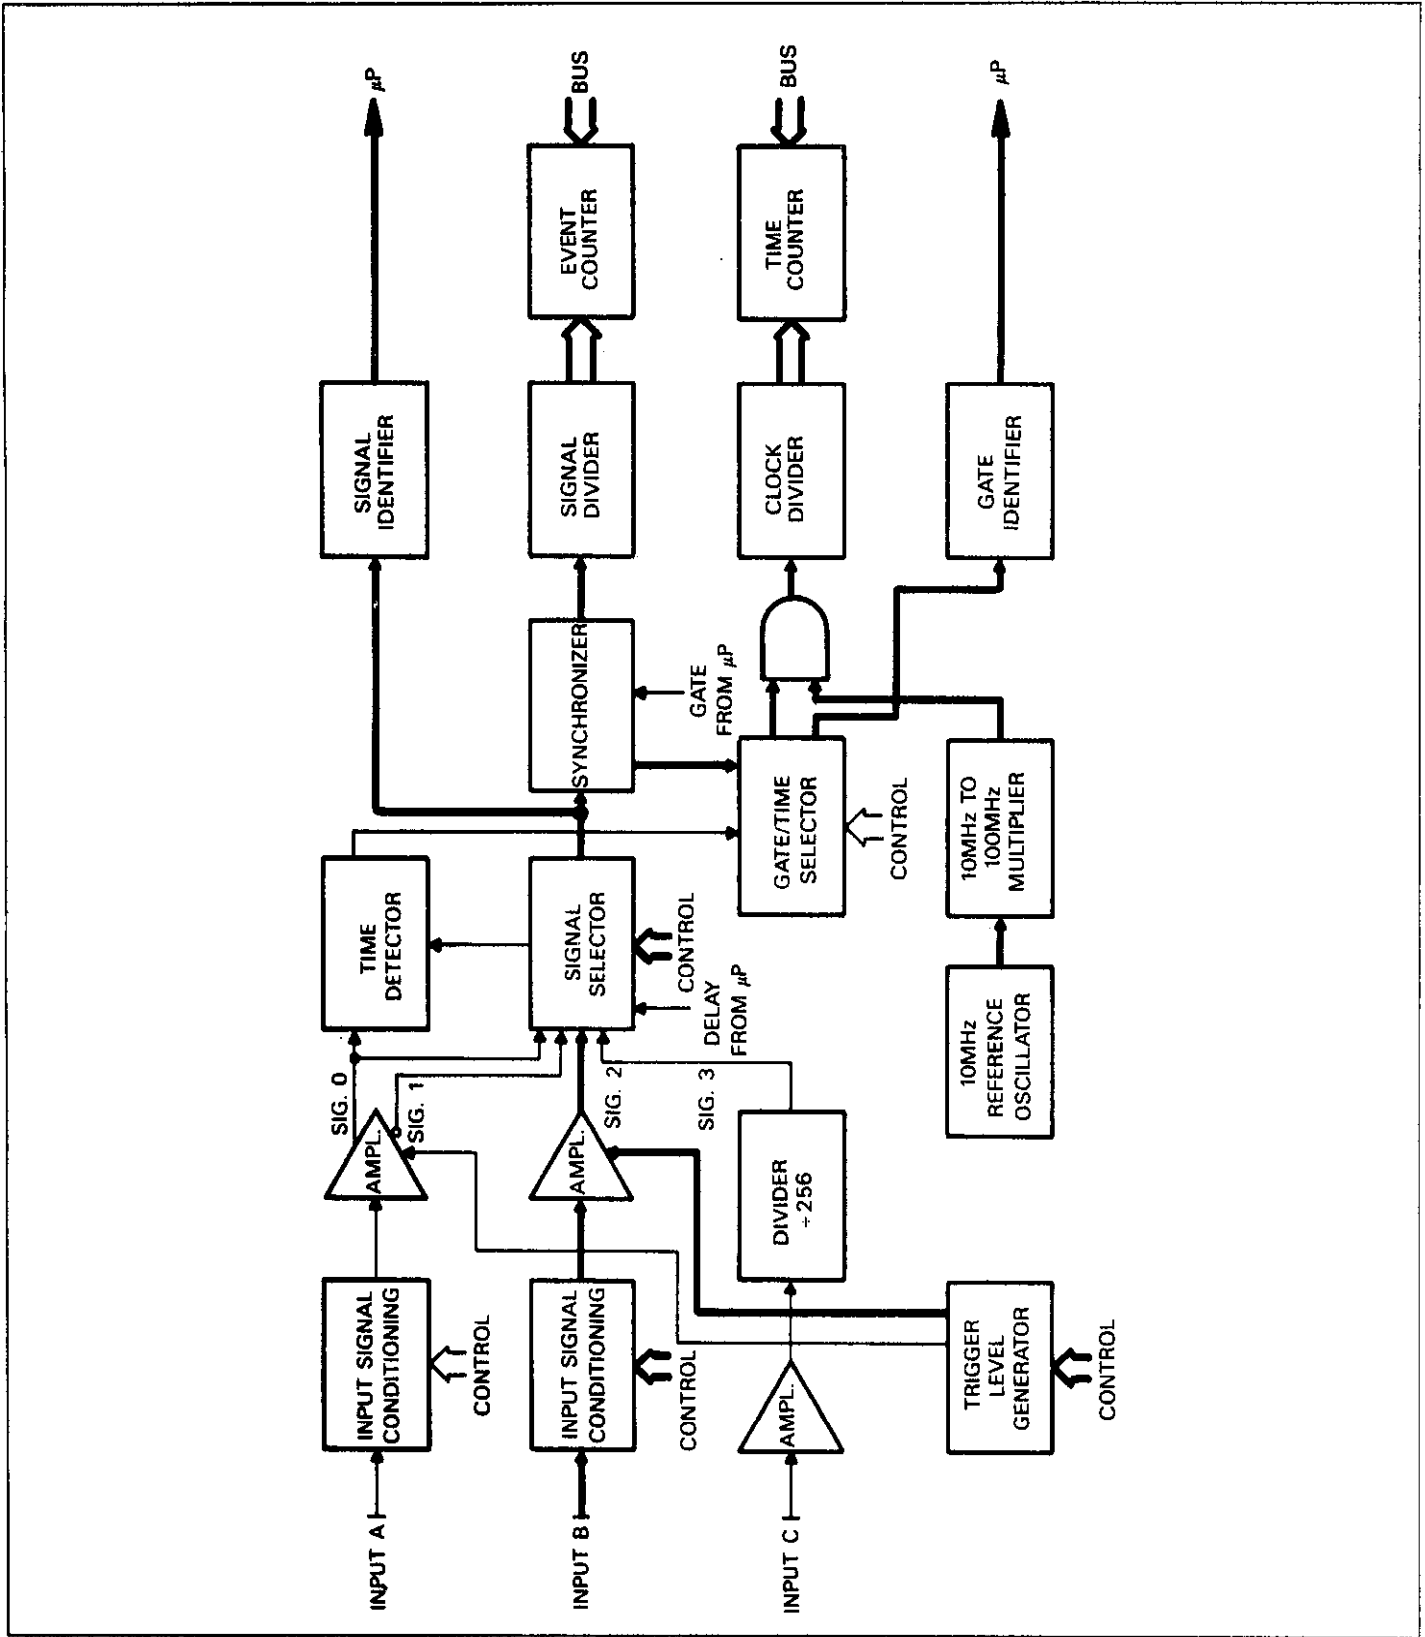 INPUT A
INPUT SIGNAL
CONDITIONING
CONTROL
AMPL.
SIG. 0
SIG. 1
TIME
DETECTOR
SIGNAL
IDENTIFIER
µP
INPUT B
INPUT SIGNAL
CONDITIONING
CONTROL
AMPL.
SIG. 2
SIGNAL
SELECTOR
DELAY
FROM µP
CONTROL
SYNCHRONIZER
GATE
FROM µP
SIGNAL
DIVIDER
EVENT
COUNTER
BUS
INPUT C
AMPL.
DIVIDER
÷256
SIG. 3
GATE/TIME
SELECTOR
CONTROL
CLOCK
DIVIDER
TIME
COUNTER
BUS
TRIGGER
LEVEL
GENERATOR
CONTROL
10MHz
REFERENCE
OSCILLATOR
10MHz TO
100MHz
MULTIPLIER
GATE
IDENTIFIER
µP